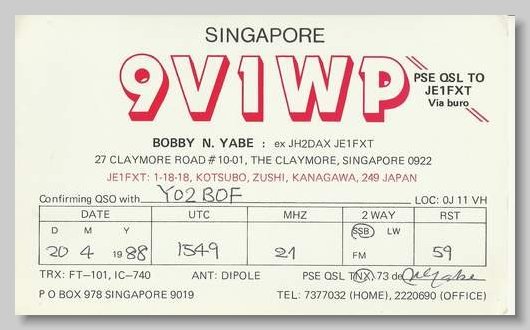 SINGAPORE
9V1WP
PSE QSL TO
JE1FXT
Via buro
BOBBY N. YABE : ex JH2DAX JE1FXT
27 CLAYMORE ROAD # 10-01, THE CLAYMORE, SINGAPORE 0922
JE1FXT: 1-18-18, KOTSUBO, ZUSHI, KANAGAWA, 249 JAPAN
Confirming QSO with YO2BOF LOC: 0J 11 VH
DATE UTC MHZ 2 WAY RST
D M Y SSB LW
20 4 1988 1549 21 FM 59
TRX: FT-101, IC-740 ANT: DIPOLE PSE QSL TNX, 73 de N Yabe
P O BOX 978 SINGAPORE 9019 TEL: 7377032 (HOME), 2220690 (OFFICE)